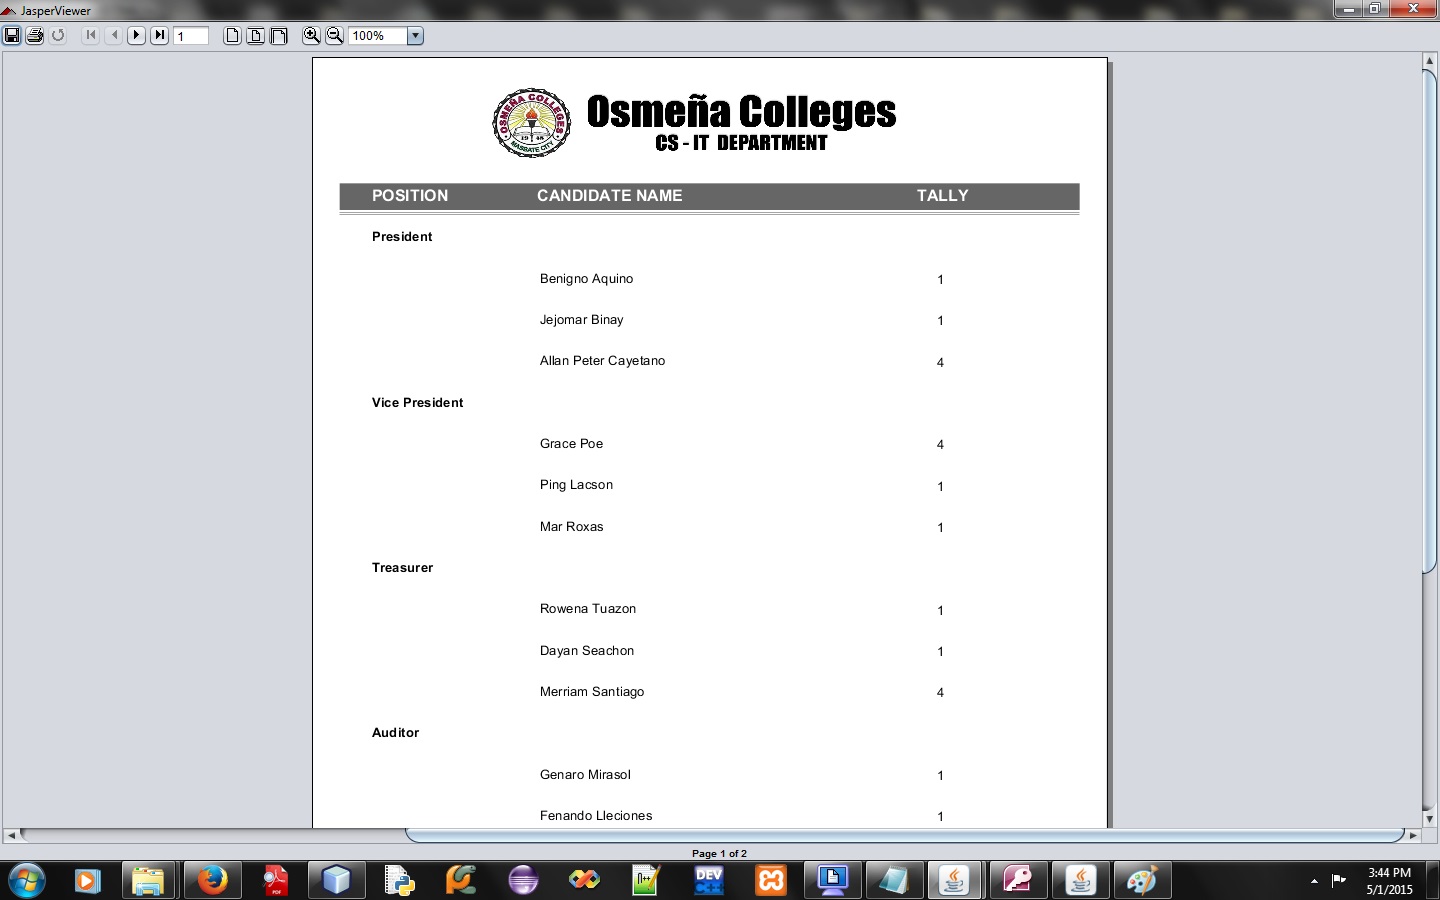 JasperViewer
1
100%
OSMEÑA COLLEGES
1948
MASBATE CITY
Osmeña Colleges
CS - IT DEPARTMENT
POSITION CANDIDATE NAME TALLY
President
Benigno Aquino 1
Jejomar Binay 1
Allan Peter Cayetano 4
Vice President
Grace Poe 4
Ping Lacson 1
Mar Roxas 1
Treasurer
Rowena Tuazon 1
Dayan Seachon 1
Merriam Santiago 4
Auditor
Genaro Mirasol 1
Fenando Lleciones 1
Page 1 of 2
PDF
N++
DEV
C++
3:44 PM
5/1/2015